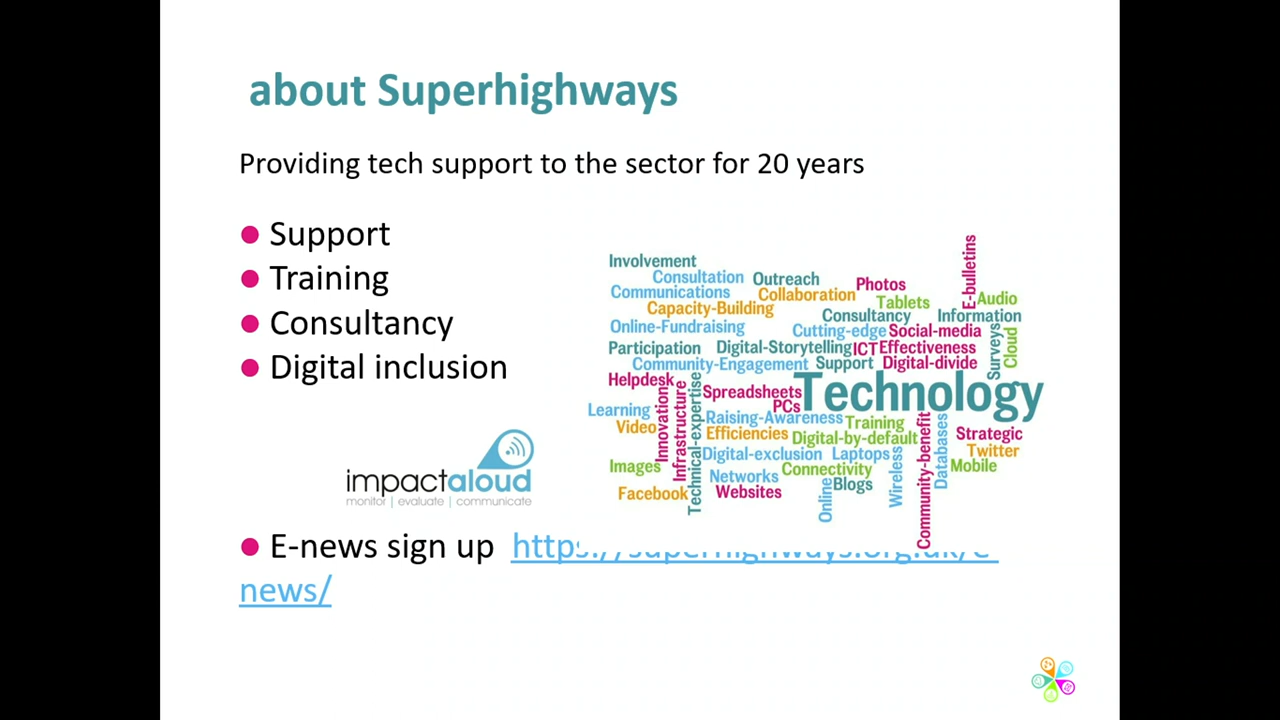 about Superhighways
Providing tech support to the sector for 20 years
Support
Training
Consultancy
Digital inclusion
Involvement
Consultation
Outreach
Communications
Collaboration
Photos
E-bulletins
Capacity-Building
Tablets
Audio
Online-Fundraising
Consultancy
Information
Cutting-edge
Social-media
Participation
Digital-Storytelling
ICT
Effectiveness
Surveys
Cloud
Community-Engagement
Support
Digital-divide
Helpdesk
Technology
Spreadsheets
PCs
Learning
Innovation
Infrastructure
Technical-expertise
Raising-Awareness
Training
Video
Efficiencies
Digital-by-default
Community-benefit
Databases
Strategic
Twitter
Digital-exclusion
Laptops
Wireless
Mobile
Images
Connectivity
Networks
Blogs
Online
Facebook
Websites
impactaloud
monitor | evaluate | communicate
E-news sign up https://superhighways.org.uk/e-
news/